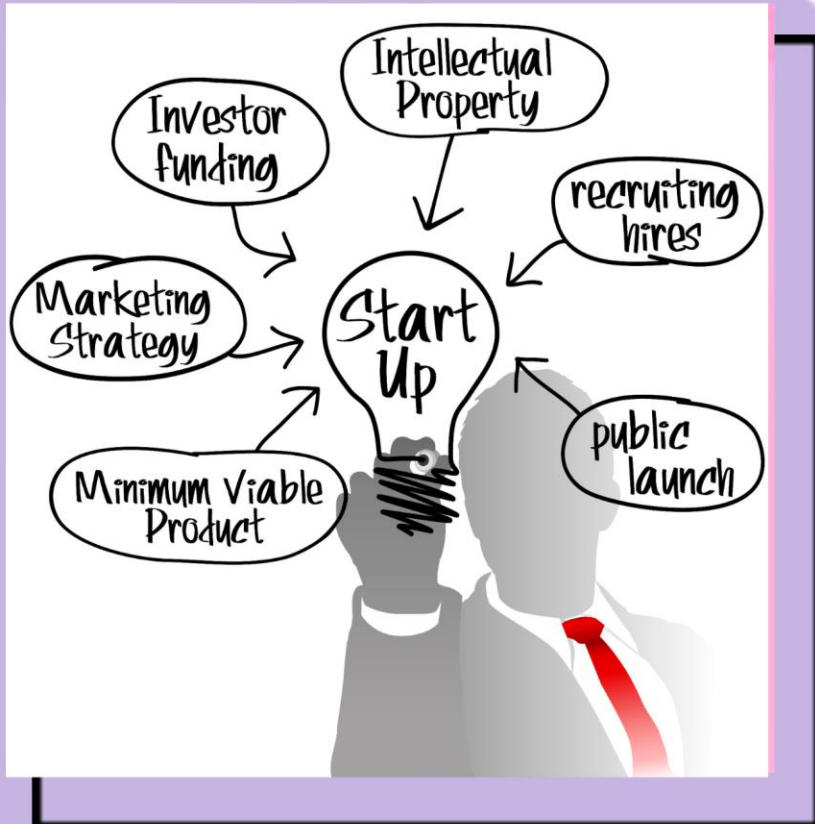 Intellectual
Property
Investor
funding
recruiting
hires
Marketing
Strategy
Start
Up
public
launch
Minimum Viable
Product